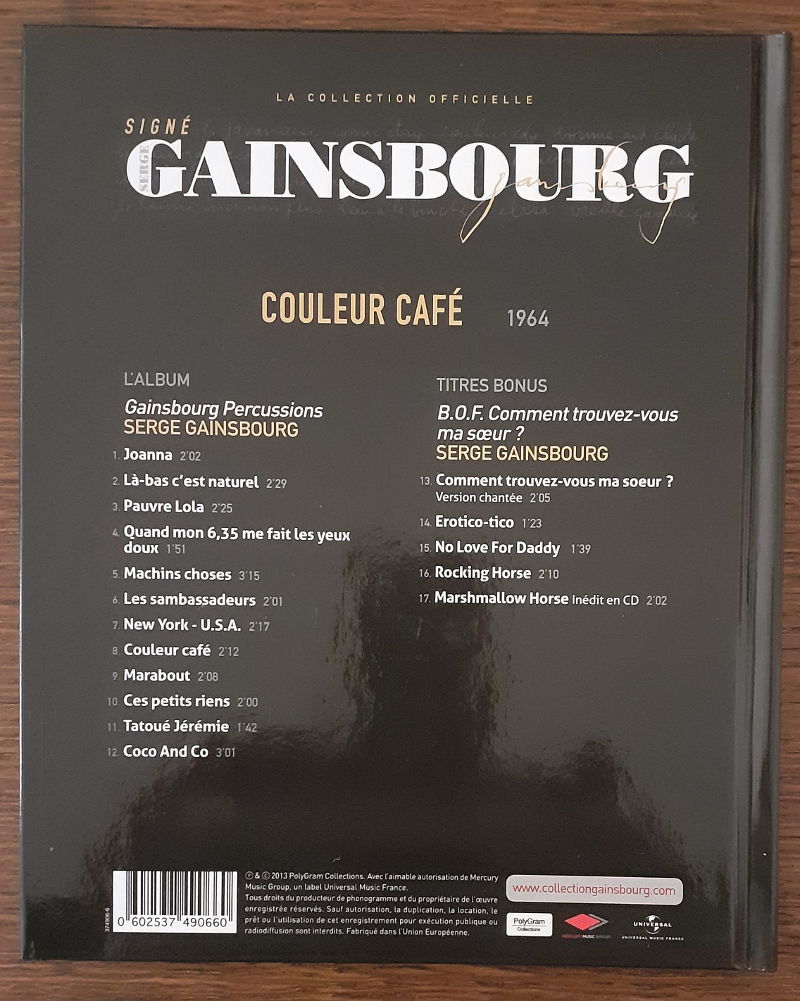 LA COLLECTION OFFICIELLE
SIGNÉ
SERGE
GAINSBOURG
COULEUR CAFÉ 1964
L'ALBUM
Gainsbourg Percussions
SERGE GAINSBOURG
1. Joanna 2'02
2. Là-bas c'est naturel 2'29
3. Pauvre Lola 2'25
4. Quand mon 6,35 me fait les yeux
doux 1'51
5. Machins choses 3'15
6. Les sambassadeurs 2'01
7. New York - U.S.A. 2'17
8. Couleur café 2'12
9. Marabout 2'08
10. Ces petits riens 2'00
11. Tatoué Jérémie 1'42
12. Coco And Co 3'01
TITRES BONUS
B.O.F. Comment trouvez-vous
ma sœur ?
SERGE GAINSBOURG
13. Comment trouvez-vous ma soeur ?
Version chantée 2'05
14. Erotico-tico 1'23
15. No Love For Daddy 1'39
16. Rocking Horse 2'10
17. Marshmallow Horse Inédit en CD 2'02
0 602537 490660
℗ & © 2013 PolyGram Collections. Avec l'aimable autorisation de Mercury
Music Group, un label Universal Music France.
Tous droits du producteur de phonogramme et du propriétaire de l'œuvre
enregistrée réservés. Sauf autorisation, la duplication, la location, le
prêt ou l'utilisation de cet enregistrement pour exécution publique ou
radiodiffusion sont interdits. Fabriqué dans l'Union Européenne.
www.collectiongainsbourg.com
PolyGram
Collections
MERCURY MUSIC GROUP
UNIVERSAL
UNIVERSAL MUSIC FRANCE